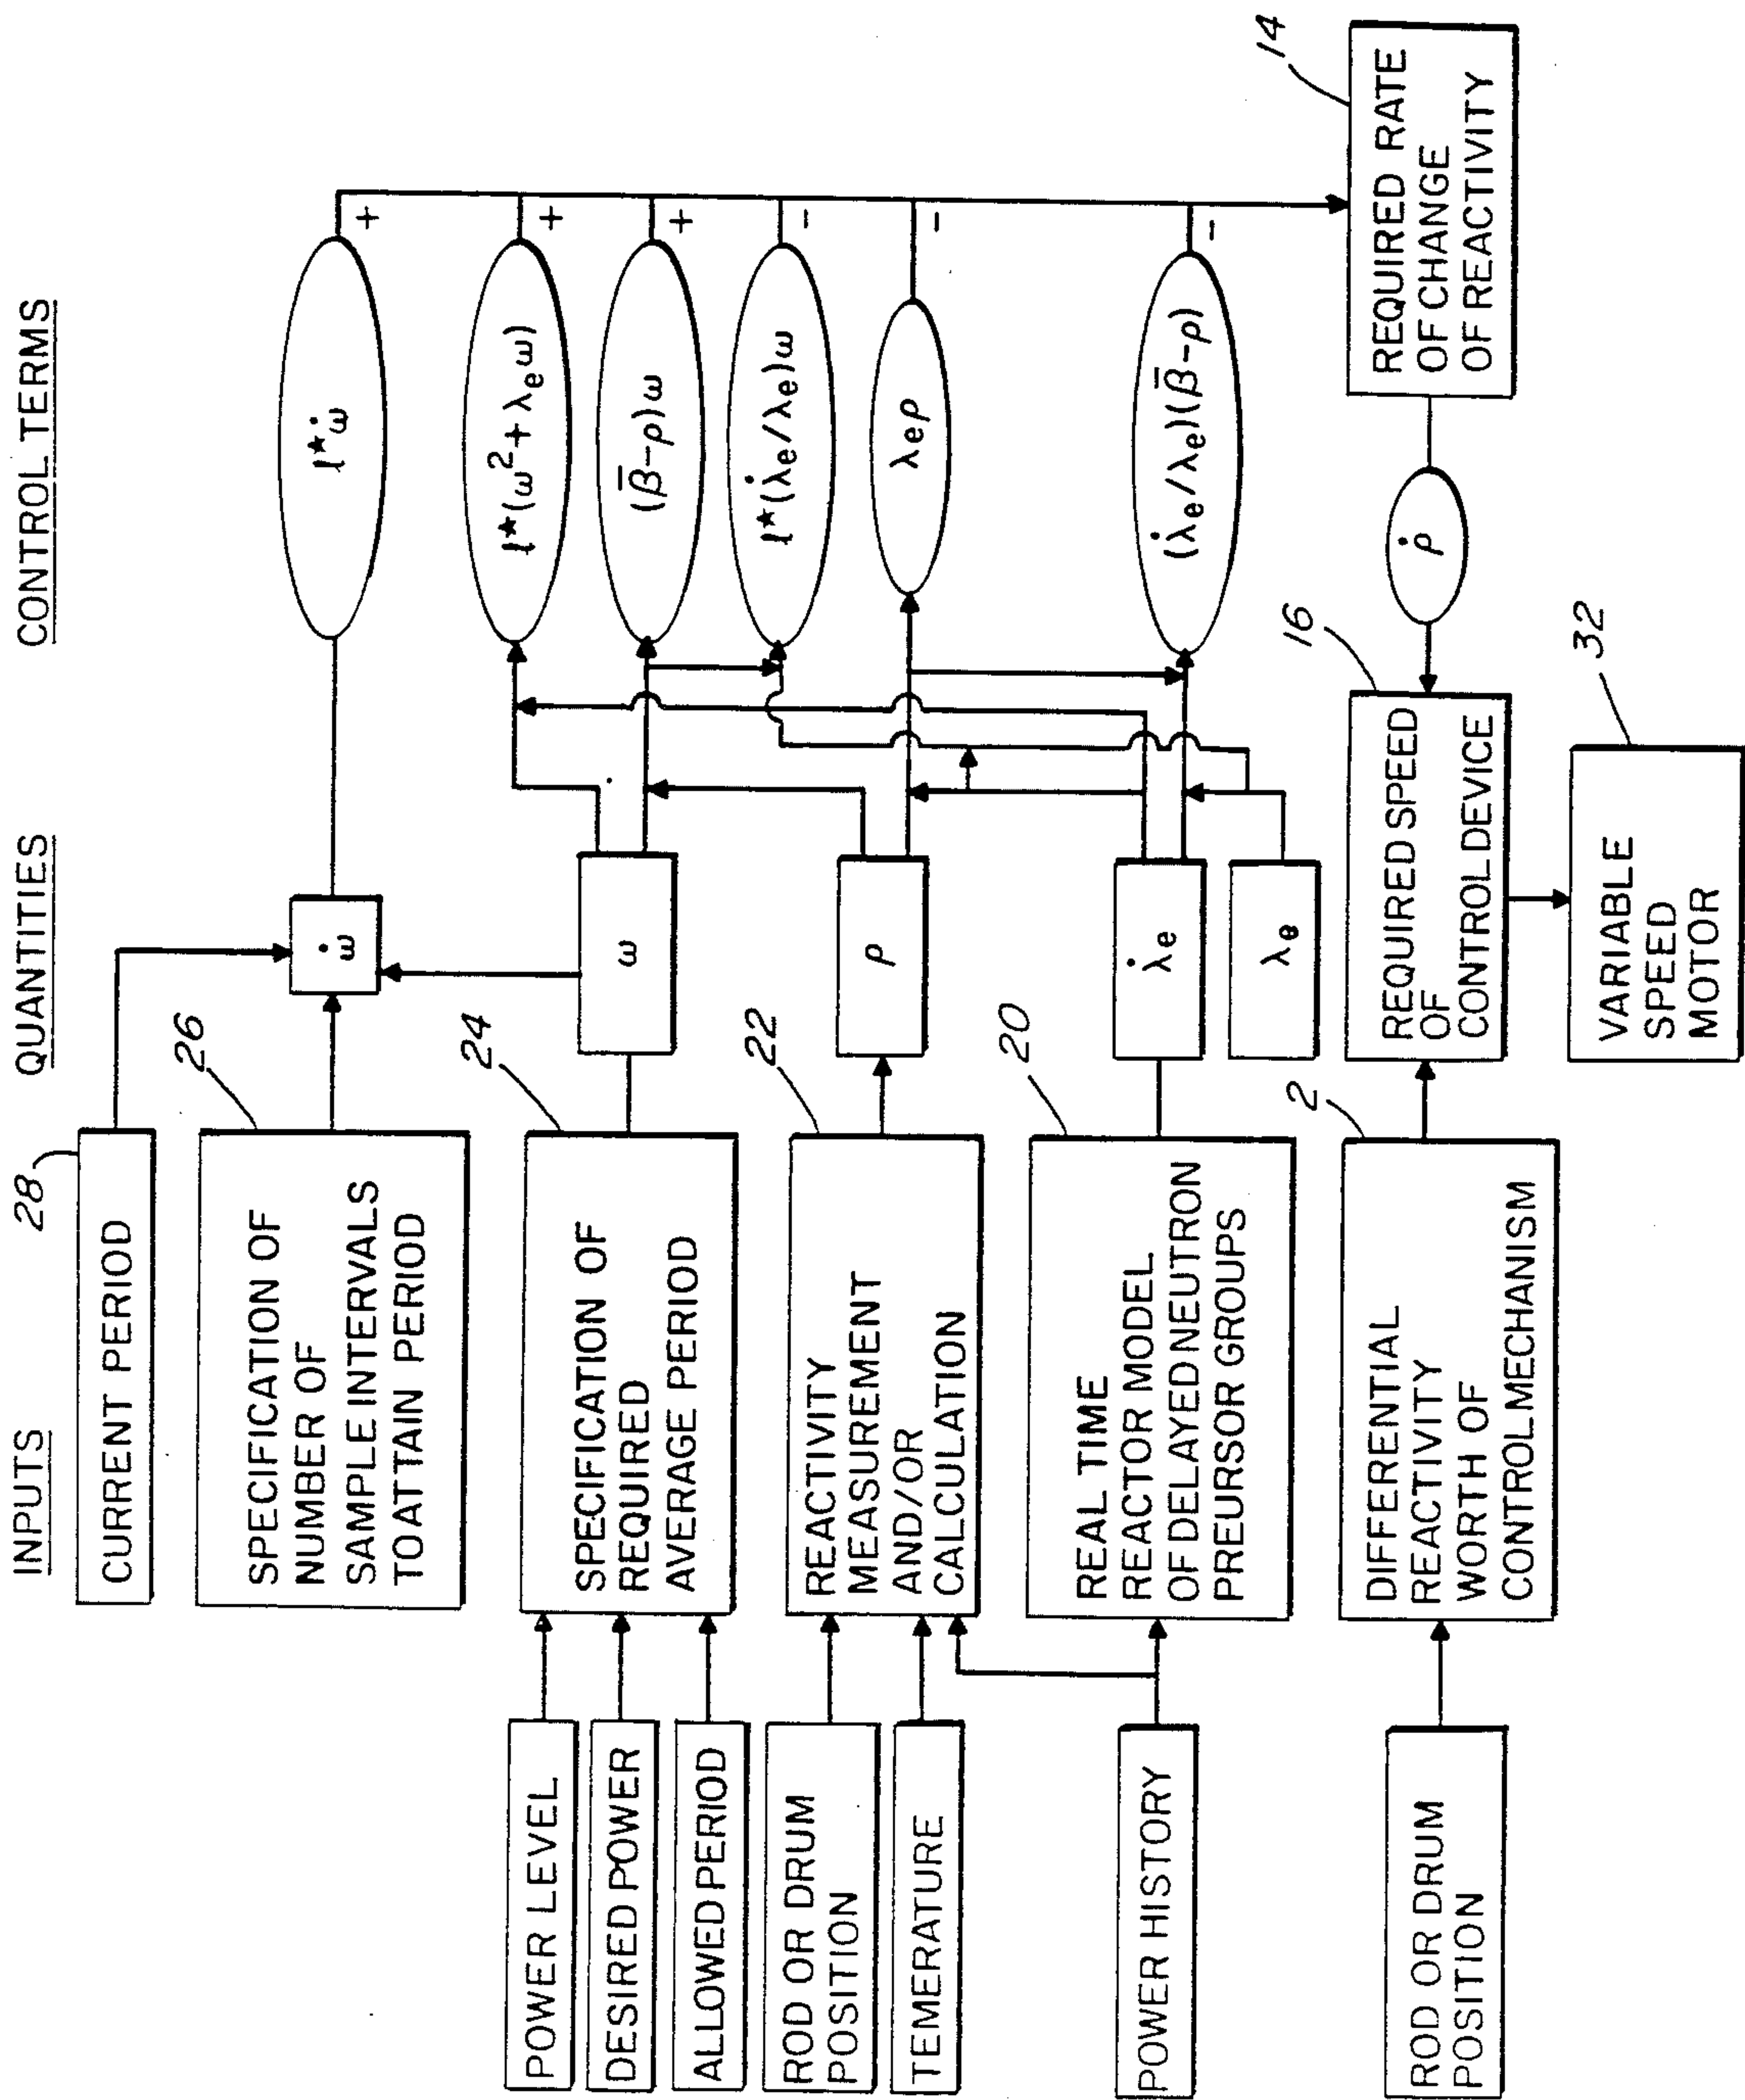 INPUTS
QUANTITIES
CONTROL TERMS
28
CURRENT PERIOD
26
SPECIFICATION OF
NUMBER OF
SAMPLE INTERVALS
TO ATTAIN PERIOD
ω̇
l*ω̇
+
POWER LEVEL
DESIRED POWER
ALLOWED PERIOD
24
SPECIFICATION OF
REQUIRED
AVERAGE PERIOD
ω
l*(ω²+λₑω)
+
(β̄-ρ)ω
+
l*(λ̇ₑ/λₑ)ω
-
ROD OR DRUM
POSITION
TEMERATURE
22
REACTIVITY
MEASUREMENT
AND/OR
CALCULATION
ρ
λₑρ
-
POWER HISTORY
20
REAL TIME
REACTOR MODEL
OF DELAYED NEUTRON
PREURSOR GROUPS
λ̇ₑ
λₑ
(λ̇ₑ/λₑ)(β̄-ρ)
-
ROD OR DRUM
POSITION
2
DIFFERENTIAL
REACTIVITY
WORTH OF
CONTROL MECHANISM
16
REQUIRED SPEED
OF
CONTROL DEVICE
ρ̇
14
REQUIRED RATE
OF CHANGE
OF REACTIVITY
32
VARIABLE
SPEED
MOTOR